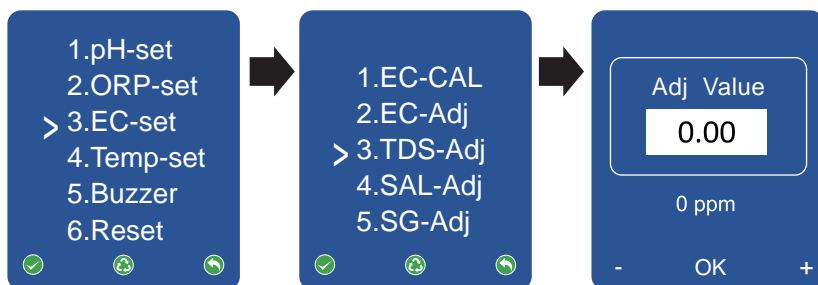 1.pH-set
2.ORP-set
> 3.EC-set
4.Temp-set
5.Buzzer
6.Reset
1.EC-CAL
2.EC-Adj
> 3.TDS-Adj
4.SAL-Adj
5.SG-Adj
Adj Value
0.00
0 ppm
- OK +